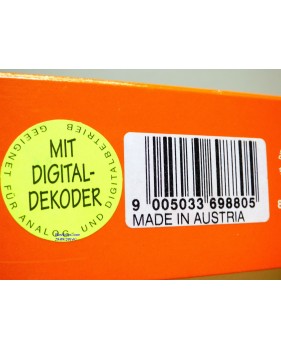 MIT
DIGITAL-
DEKODER
GEEIGNET FÜR ANALOG- UND DIGITALBETRIEB
9 005033 698805
MADE IN AUSTRIA